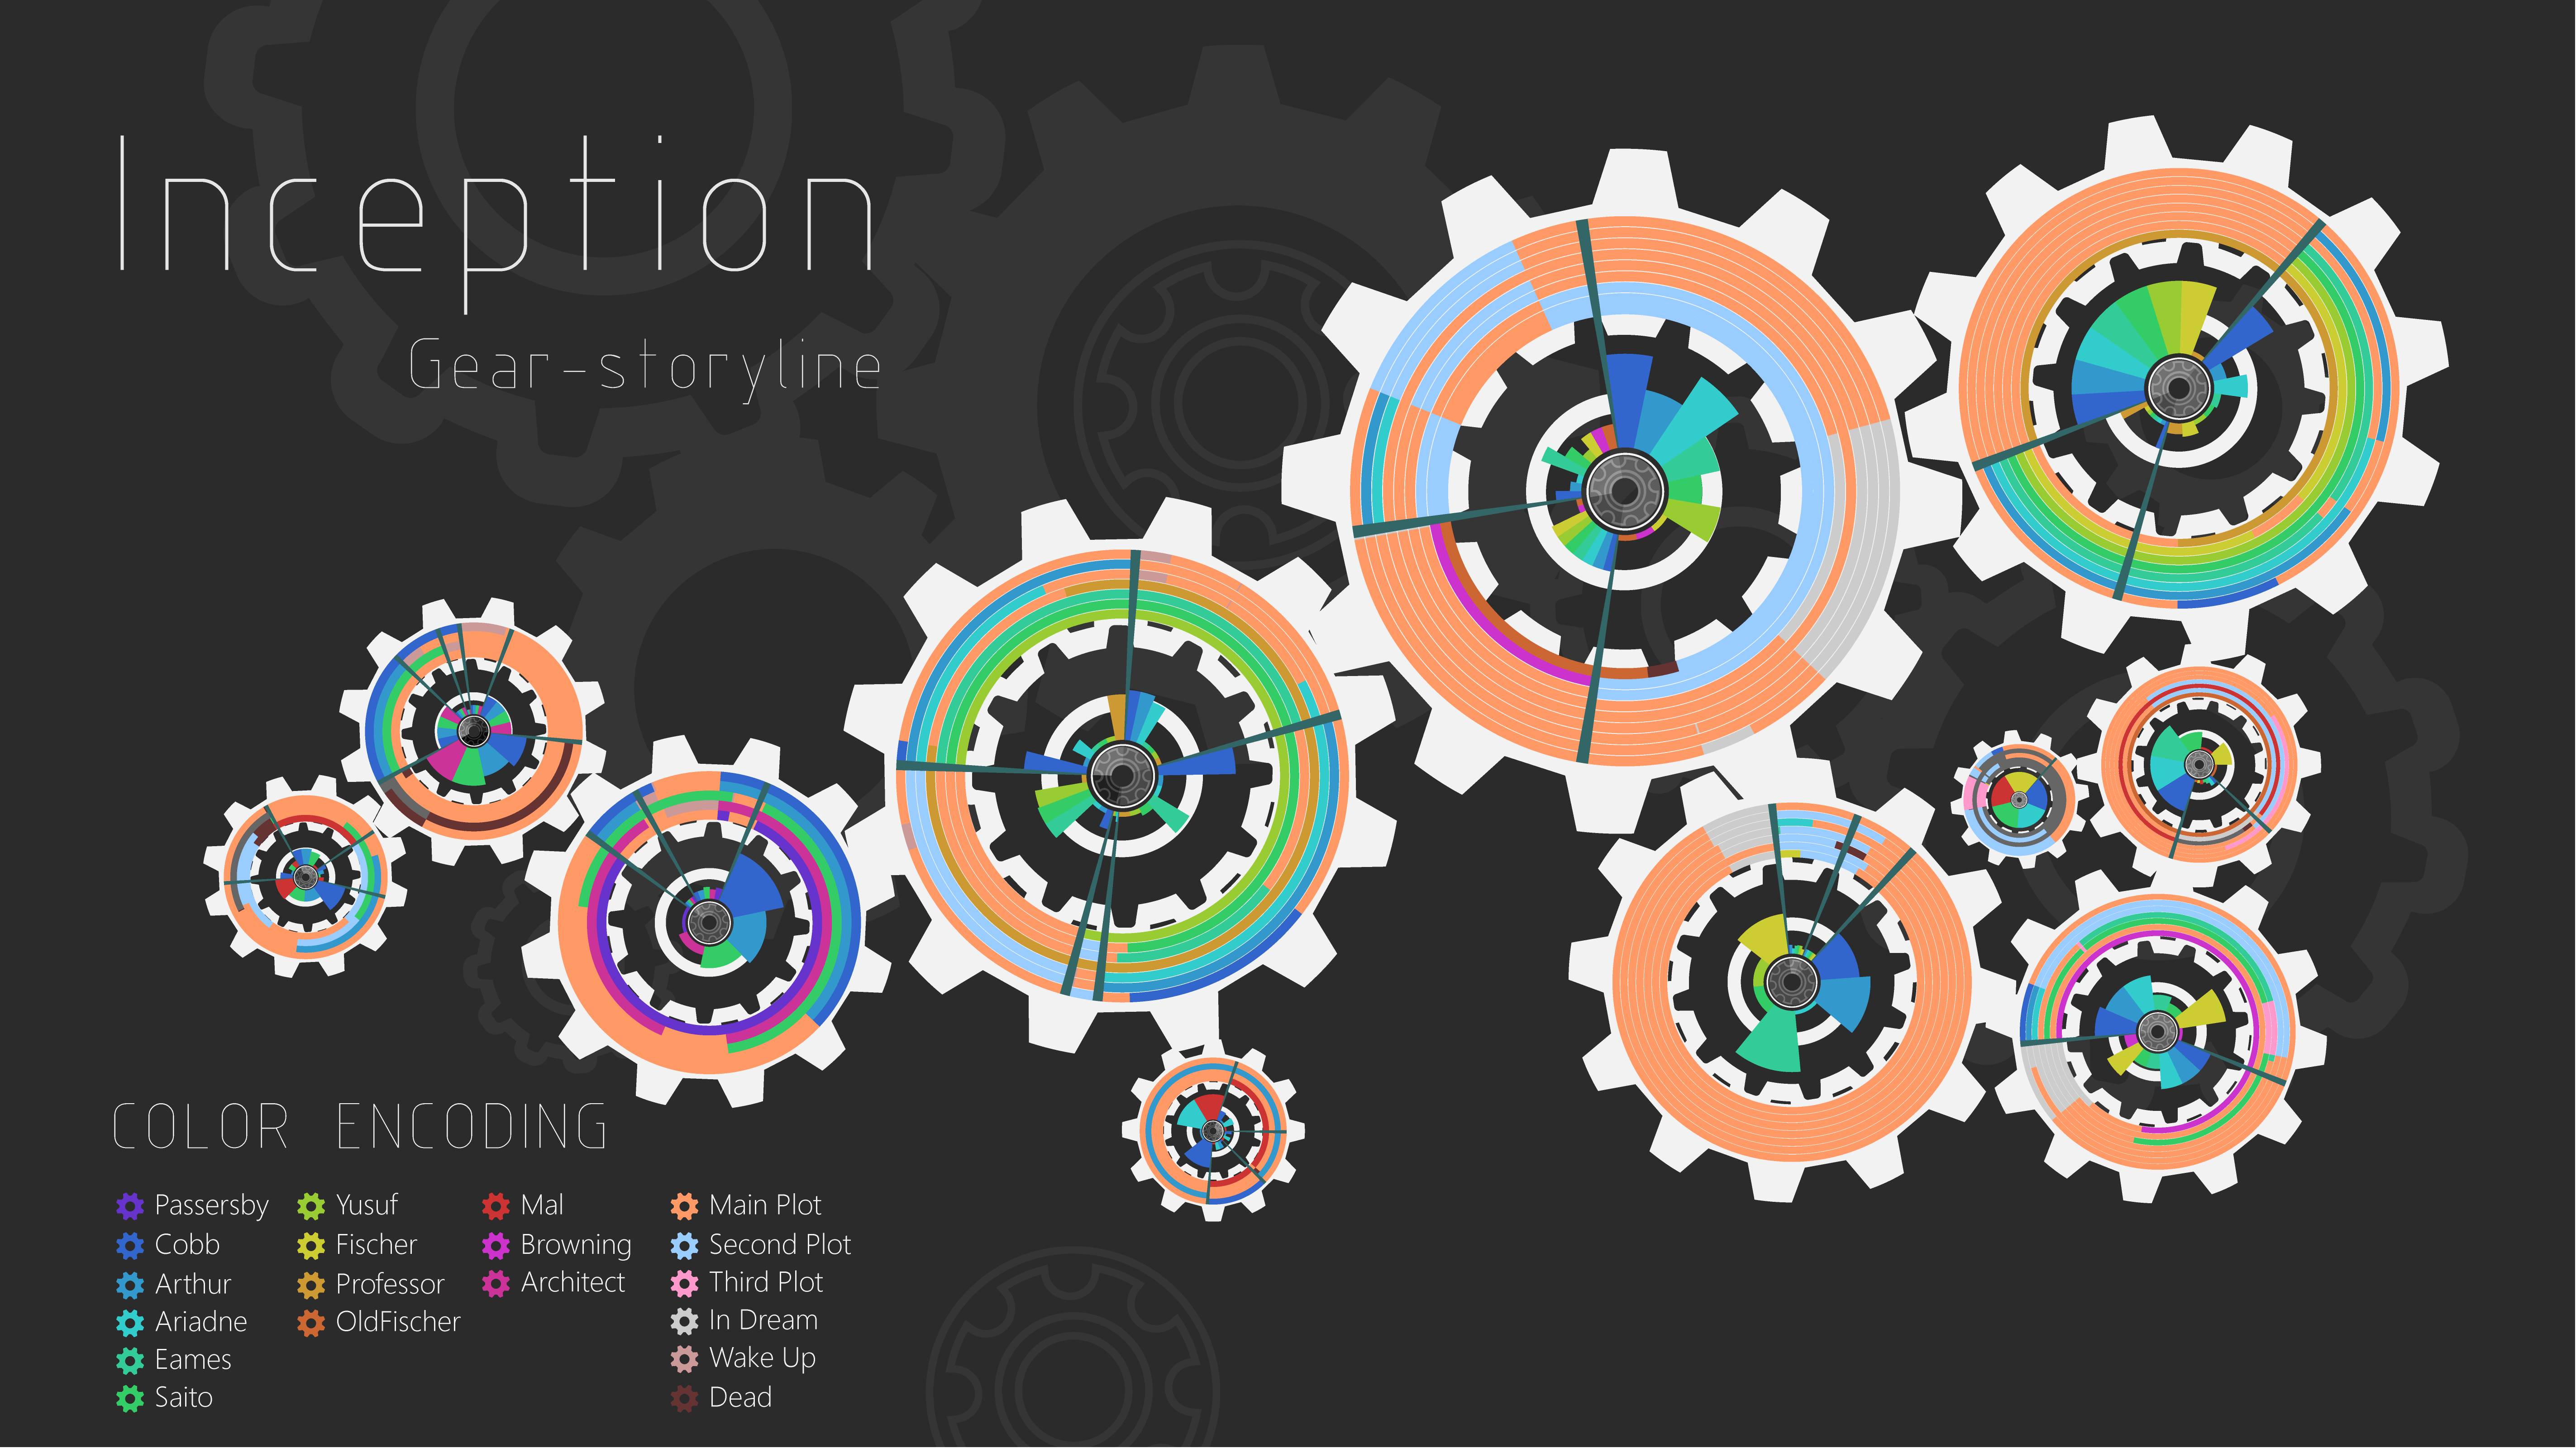 Inception
Gear-storyline
COLOR ENCODING
Passersby
Cobb
Arthur
Ariadne
Eames
Saito
Yusuf
Fischer
Professor
OldFischer
Mal
Browning
Architect
Main Plot
Second Plot
Third Plot
In Dream
Wake Up
Dead